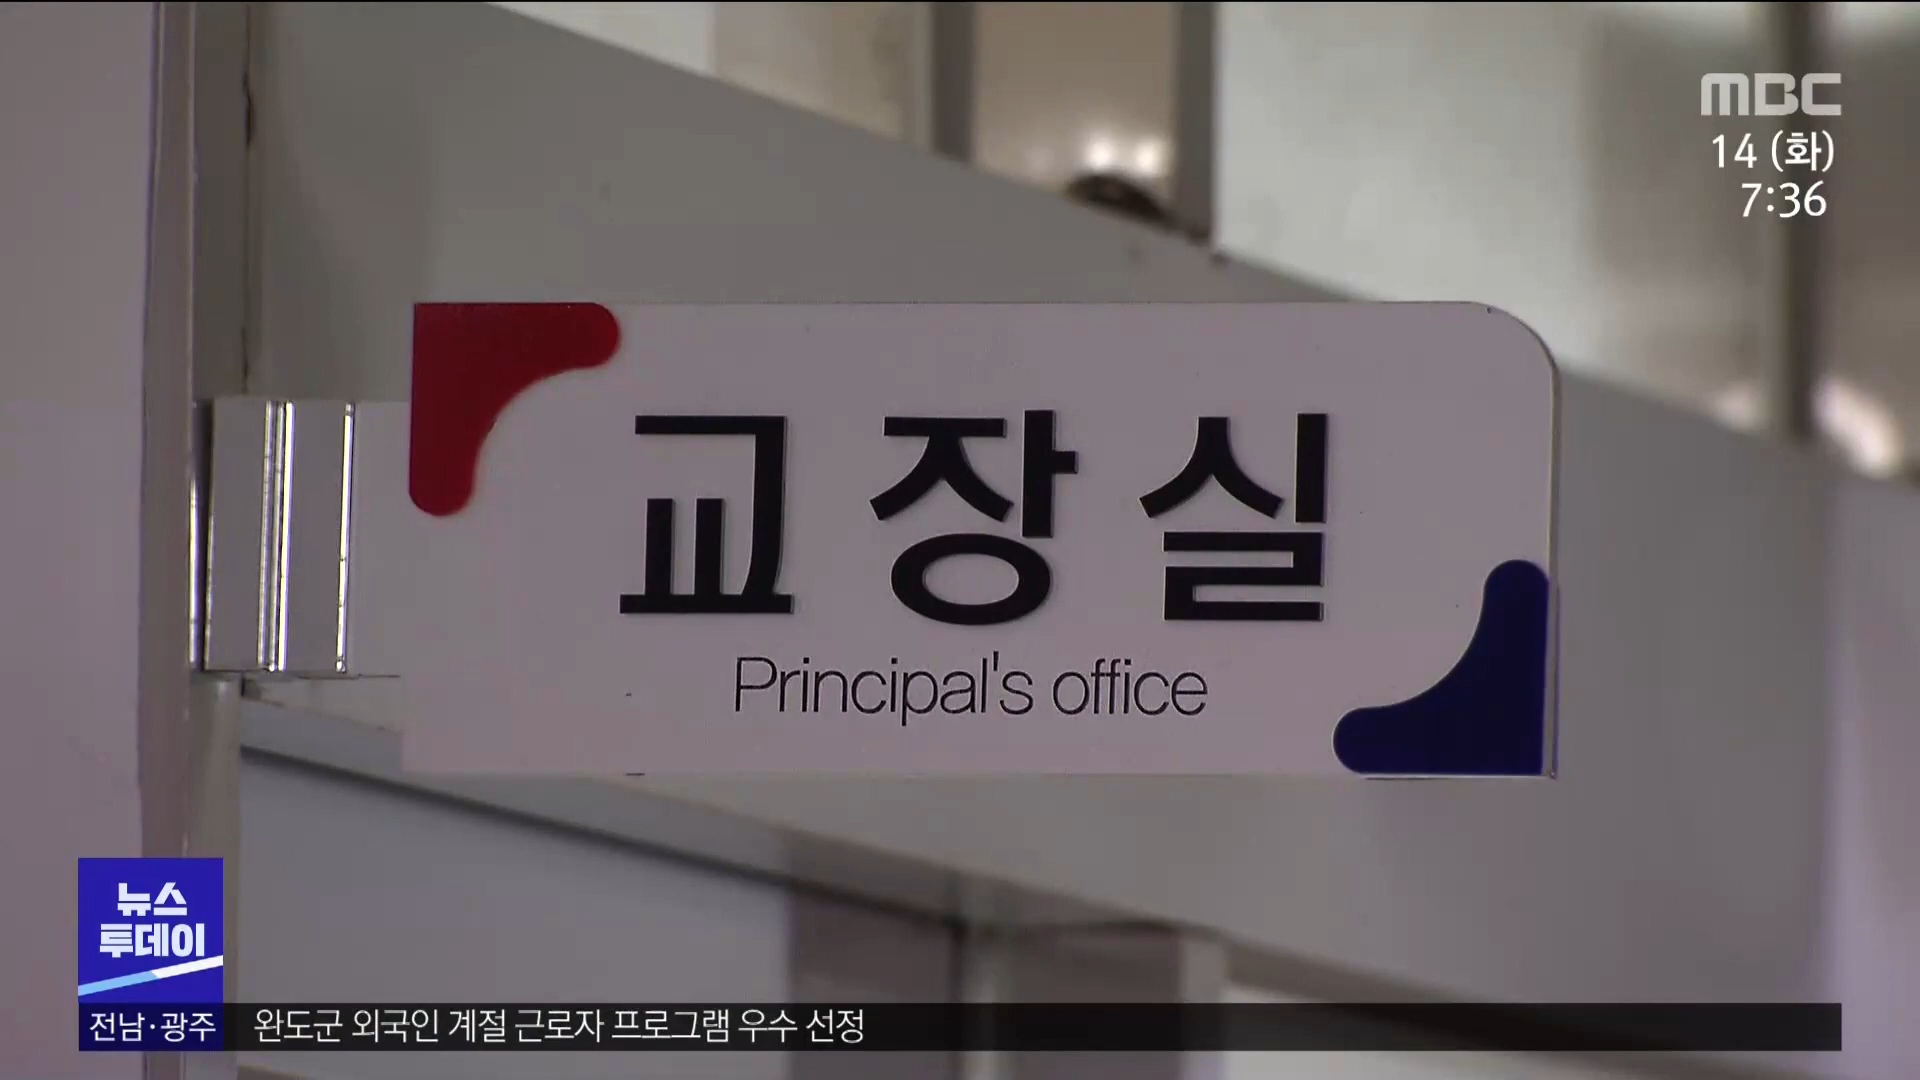 MBC
14 (화)
7:36
교장실
Principal's office
뉴스
투데이
전남·광주
완도군 외국인 계절 근로자 프로그램 우수 선정